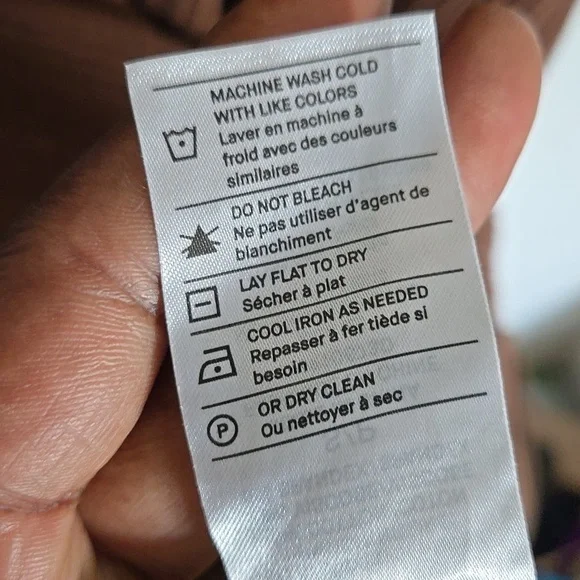 MACHINE WASH COLD
WITH LIKE COLORS
Laver en machine à
froid avec des couleurs
similaires
DO NOT BLEACH
Ne pas utiliser d'agent de
blanchiment
LAY FLAT TO DRY
Sécher à plat
COOL IRON AS NEEDED
Repasser à fer tiède si
besoin
P
OR DRY CLEAN
Ou nettoyer à sec